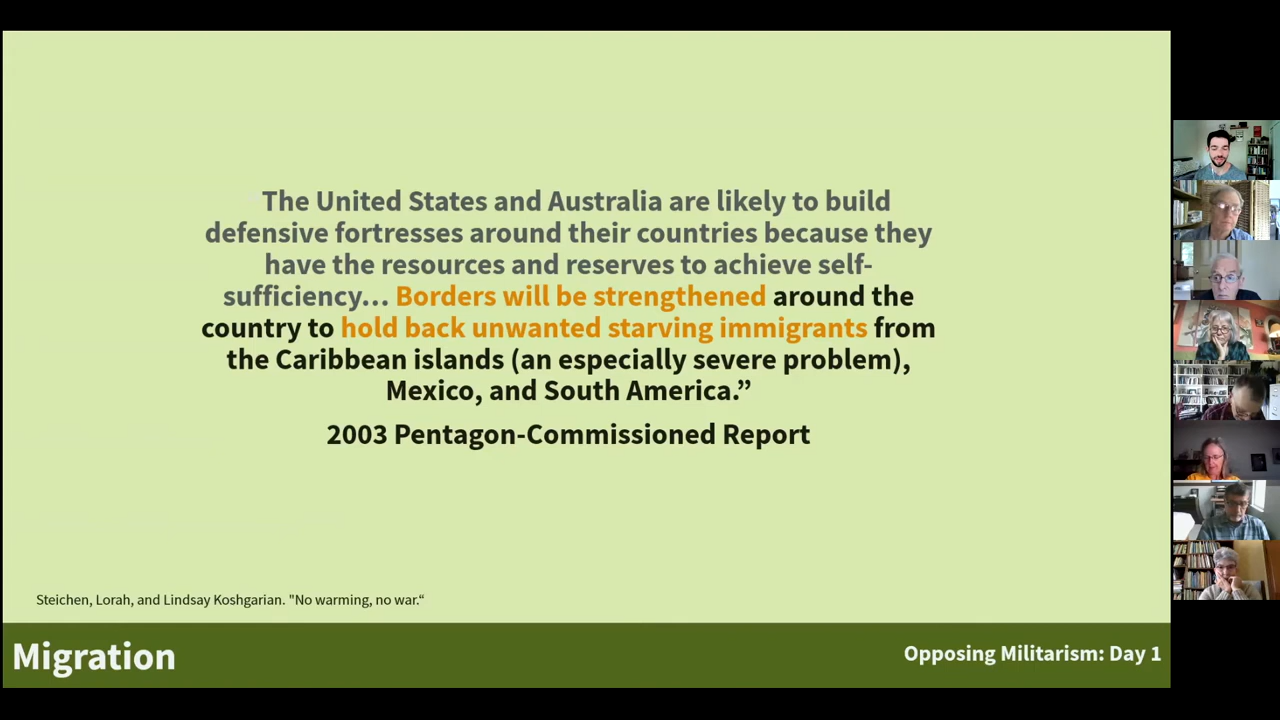 The United States and Australia are likely to build
defensive fortresses around their countries because they
have the resources and reserves to achieve self-
sufficiency... Borders will be strengthened around the
country to hold back unwanted starving immigrants from
the Caribbean islands (an especially severe problem),
Mexico, and South America.”
2003 Pentagon-Commissioned Report
Steichen, Lorah, and Lindsay Koshgarian. "No warming, no war.“
Migration
Opposing Militarism: Day 1